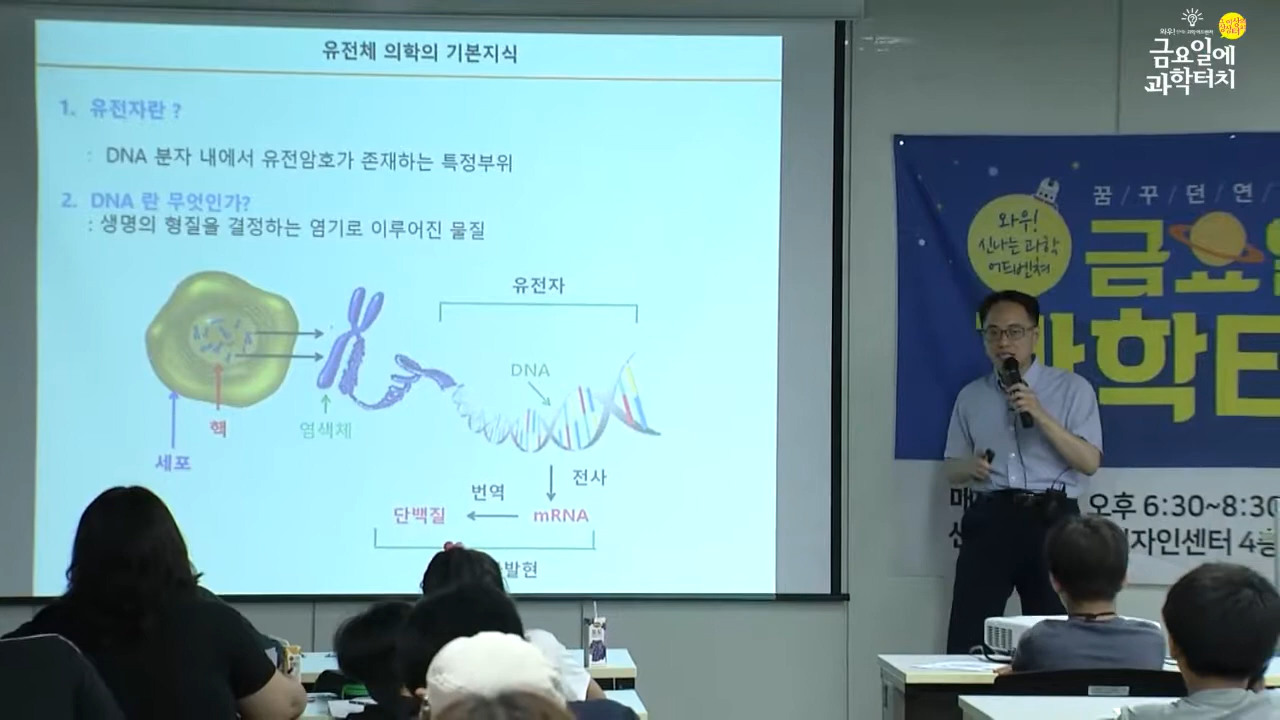 유전체 의학의 기본지식
1. 유전자란 ?
: DNA 분자 내에서 유전암호가 존재하는 특정부위
2. DNA 란 무엇인가?
: 생명의 형질을 결정하는 염기로 이루어진 물질
유전자
DNA
핵
염색체
세포
전사
번역
단백질
mRNA
발현
금요일에
과학터치
꿈/꾸/던/연/
와우!
신나는 과학
어드벤쳐
금요일
과학터
매
오후 6:30~8:30
자인센터 4층